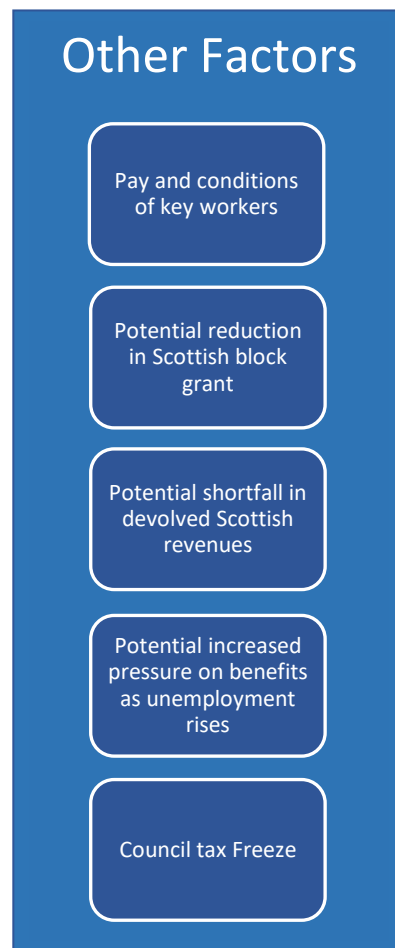 Other Factors
Pay and conditions
of key workers
Potential reduction
in Scottish block
grant
Potential shortfall in
devolved Scottish
revenues
Potential increased
pressure on benefits
as unemployment
rises
Council tax Freeze